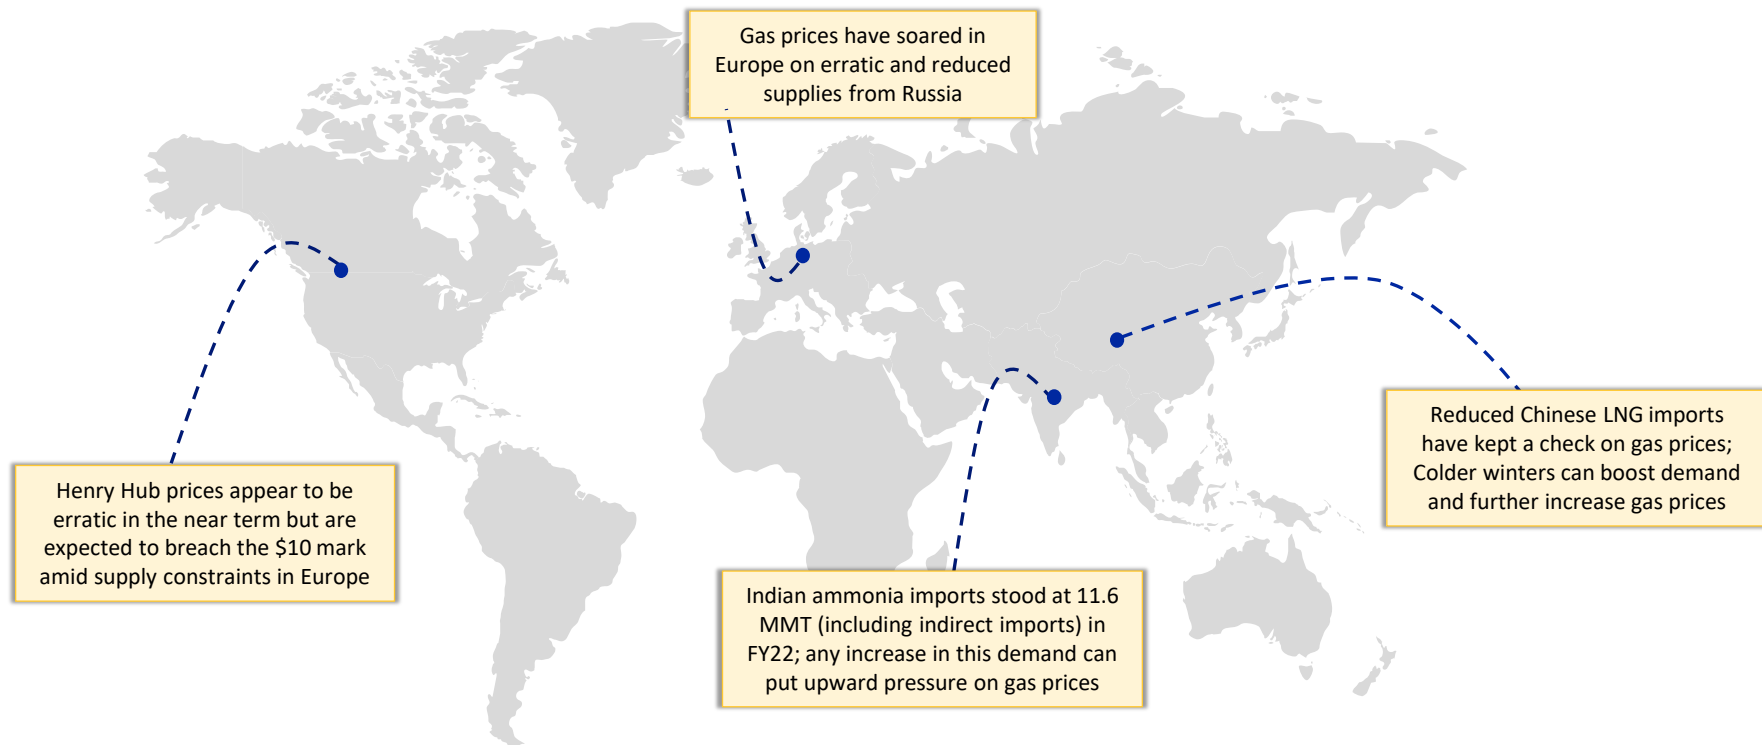 Gas prices have soared in
Europe on erratic and reduced
supplies from Russia
Henry Hub prices appear to be
erratic in the near term but are
expected to breach the $10 mark
amid supply constraints in Europe
Indian ammonia imports stood at 11.6
MMT (including indirect imports) in
FY22; any increase in this demand can
put upward pressure on gas prices
Reduced Chinese LNG imports
have kept a check on gas prices;
Colder winters can boost demand
and further increase gas prices